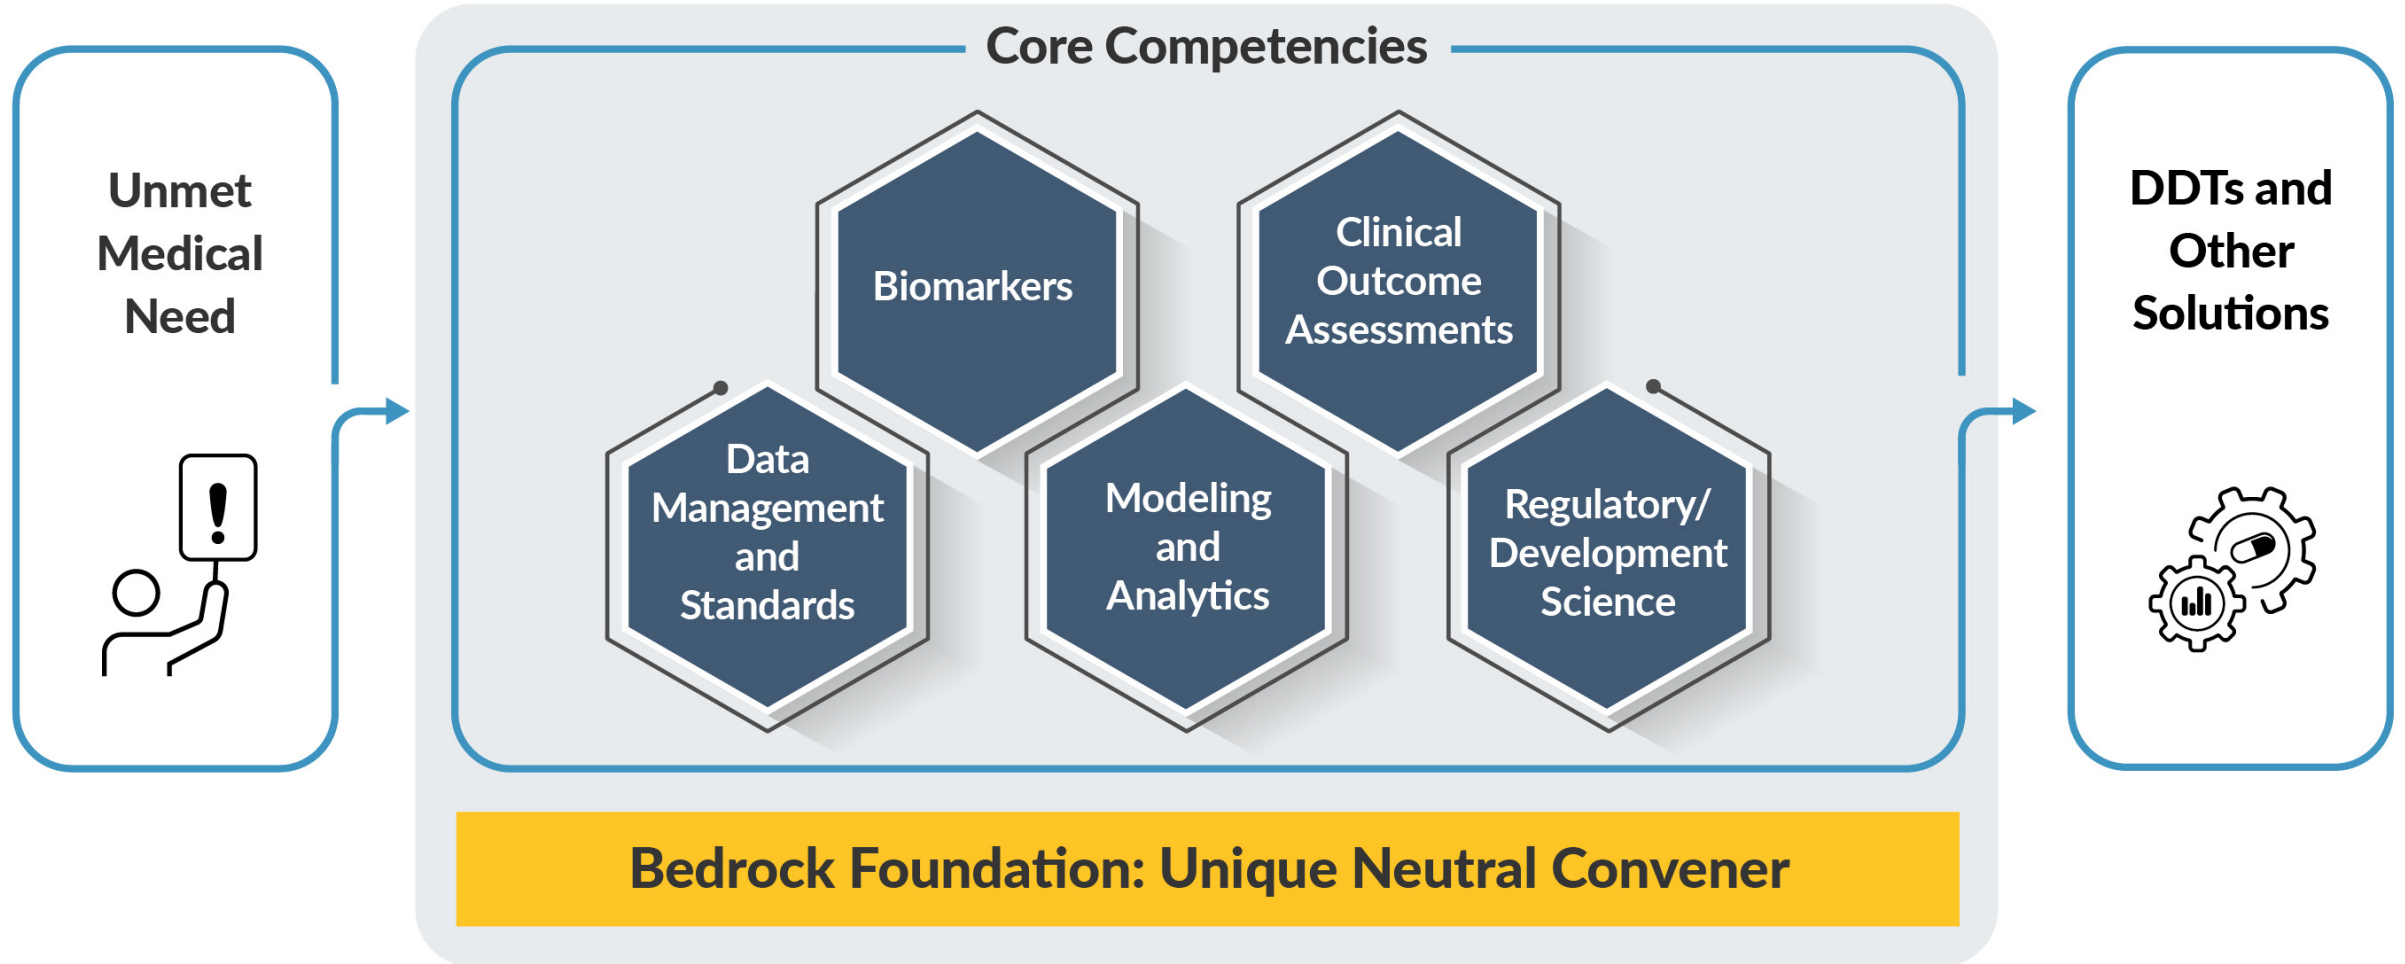 Core Competencies
Unmet
Medical
Need
Biomarkers
Clinical
Outcome
Assessments
Data
Management
and
Standards
Modeling
and
Analytics
Regulatory/
Development
Science
DDTs and
Other
Solutions
Bedrock Foundation: Unique Neutral Convener